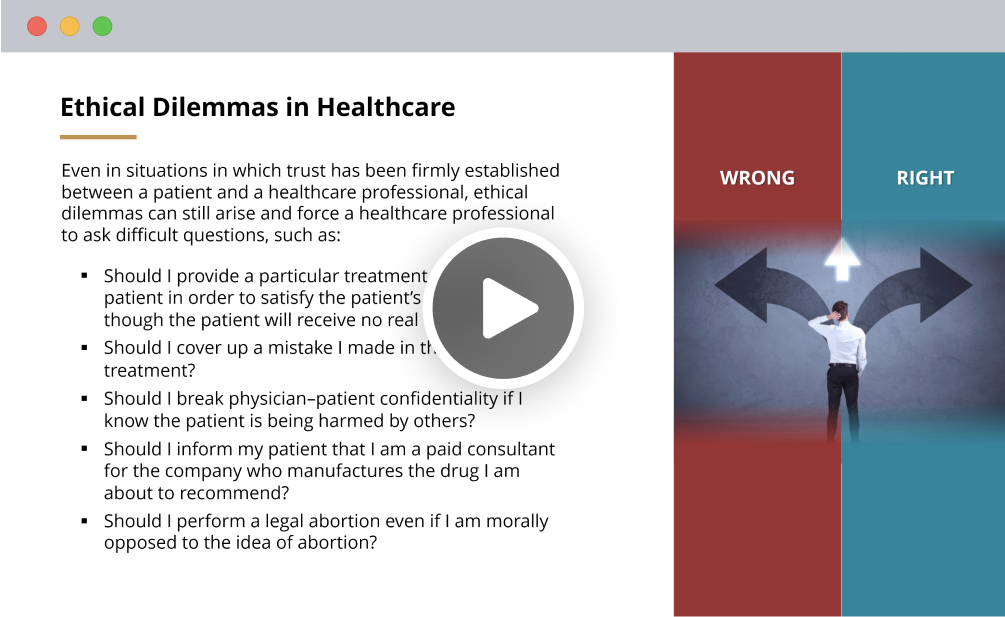 Ethical Dilemmas in Healthcare
Even in situations in which trust has been firmly established
between a patient and a healthcare professional, ethical
dilemmas can still arise and force a healthcare professional
to ask difficult questions, such as:
▪ Should I provide a particular treatment
patient in order to satisfy the patient’s
though the patient will receive no real
▪ Should I cover up a mistake I made in
treatment?
▪ Should I break physician–patient confidentiality if I
know the patient is being harmed by others?
▪ Should I inform my patient that I am a paid consultant
for the company who manufactures the drug I am
about to recommend?
▪ Should I perform a legal abortion even if I am morally
opposed to the idea of abortion?
WRONG
RIGHT